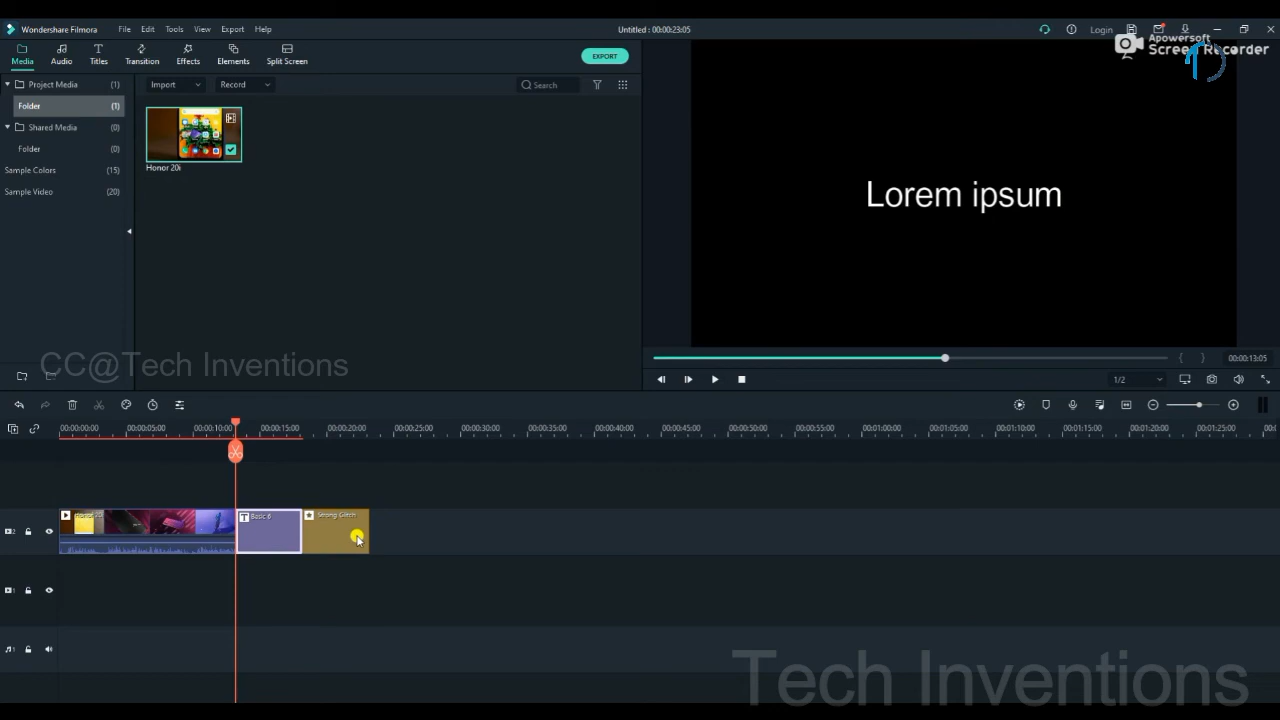 Wondershare Filmora File Edit View Tools Export Help Untitled : 00:00:23:05 Login
Apowersoft
Screen Recorder
Media Audio Titles Transition Effects Elements Split Screen EXPORT
Project Media (1) Import Record Search
Folder (1)
Shared Media (0)
Folder (0)
Honor 20i
Sample Colors (15)
Sample Video (20)
Lorem ipsum
CC@Tech Inventions
00:00:13:05
1/2
00:00:00:00 00:00:05:00 00:00:10:00 00:00:15:00 00:00:20:00 00:00:25:00 00:00:30:00 00:00:35:00 00:00:40:00 00:00:45:00 00:00:50:00 00:00:55:00 00:01:00:00 00:01:05:00 00:01:10:00 00:01:15:00 00:01:20:00 00:01:25:00
Honor 20i Basic 6 Strong Glitch
2
1
1
Tech Inventions